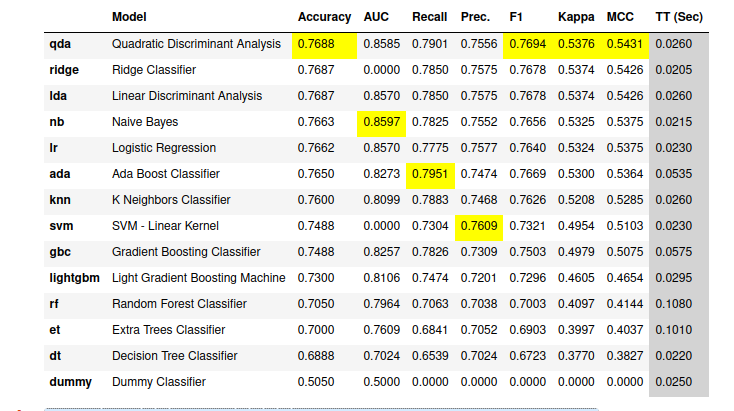 Model Accuracy AUC Recall Prec. F1 Kappa MCC TT (Sec)
qda Quadratic Discriminant Analysis 0.7688 0.8585 0.7901 0.7556 0.7694 0.5376 0.5431 0.0260
ridge Ridge Classifier 0.7687 0.0000 0.7850 0.7575 0.7678 0.5374 0.5426 0.0205
lda Linear Discriminant Analysis 0.7687 0.8570 0.7850 0.7575 0.7678 0.5374 0.5426 0.0260
nb Naive Bayes 0.7663 0.8597 0.7825 0.7552 0.7656 0.5325 0.5375 0.0215
lr Logistic Regression 0.7662 0.8570 0.7775 0.7577 0.7640 0.5324 0.5375 0.0230
ada Ada Boost Classifier 0.7650 0.8273 0.7951 0.7474 0.7669 0.5300 0.5364 0.0535
knn K Neighbors Classifier 0.7600 0.8099 0.7883 0.7468 0.7626 0.5208 0.5285 0.0260
svm SVM - Linear Kernel 0.7488 0.0000 0.7304 0.7609 0.7321 0.4954 0.5103 0.0230
gbc Gradient Boosting Classifier 0.7488 0.8257 0.7826 0.7309 0.7503 0.4979 0.5075 0.0575
lightgbm Light Gradient Boosting Machine 0.7300 0.8106 0.7474 0.7201 0.7296 0.4605 0.4654 0.0295
rf Random Forest Classifier 0.7050 0.7964 0.7063 0.7038 0.7003 0.4097 0.4144 0.1080
et Extra Trees Classifier 0.7000 0.7609 0.6841 0.7052 0.6903 0.3997 0.4037 0.1010
dt Decision Tree Classifier 0.6888 0.7024 0.6539 0.7024 0.6723 0.3770 0.3827 0.0220
dummy Dummy Classifier 0.5050 0.5000 0.0000 0.0000 0.0000 0.0000 0.0000 0.0250